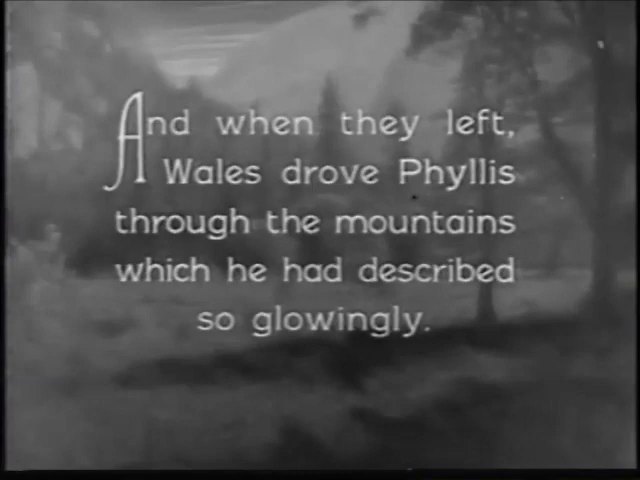 And when they left,
Wales drove Phyllis
through the mountains
which he had described
so glowingly.